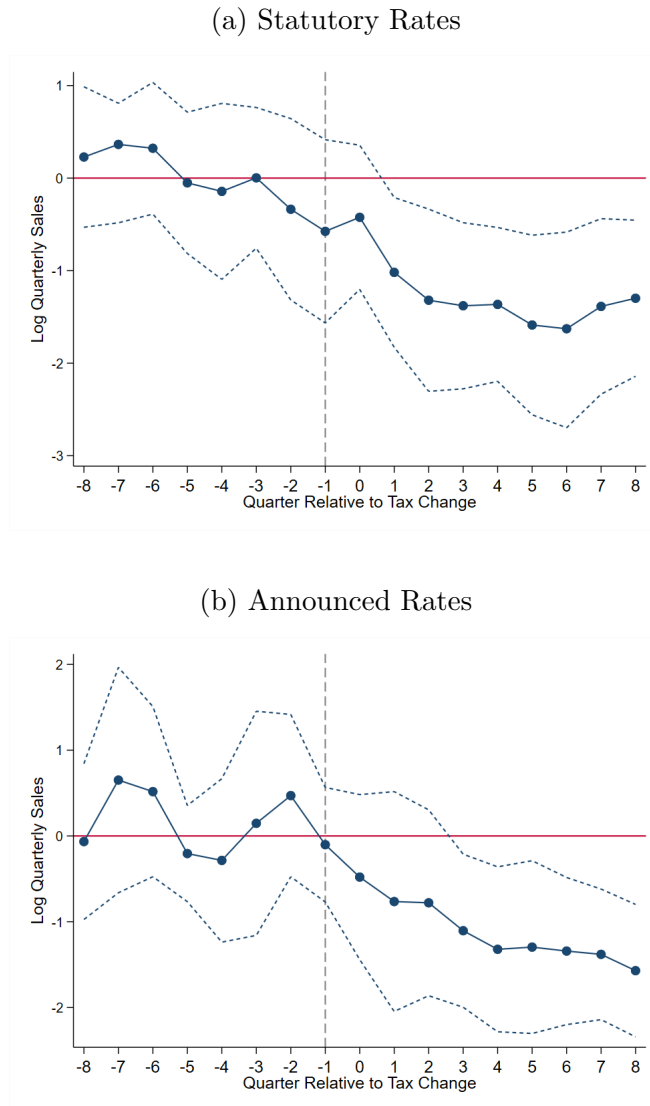 (a) Statutory Rates
1
0
-1
-2
-3
Log Quarterly Sales
-8 -7 -6 -5 -4 -3 -2 -1 0 1 2 3 4 5 6 7 8
Quarter Relative to Tax Change
(b) Announced Rates
2
1
0
-1
-2
Log Quarterly Sales
-8 -7 -6 -5 -4 -3 -2 -1 0 1 2 3 4 5 6 7 8
Quarter Relative to Tax Change